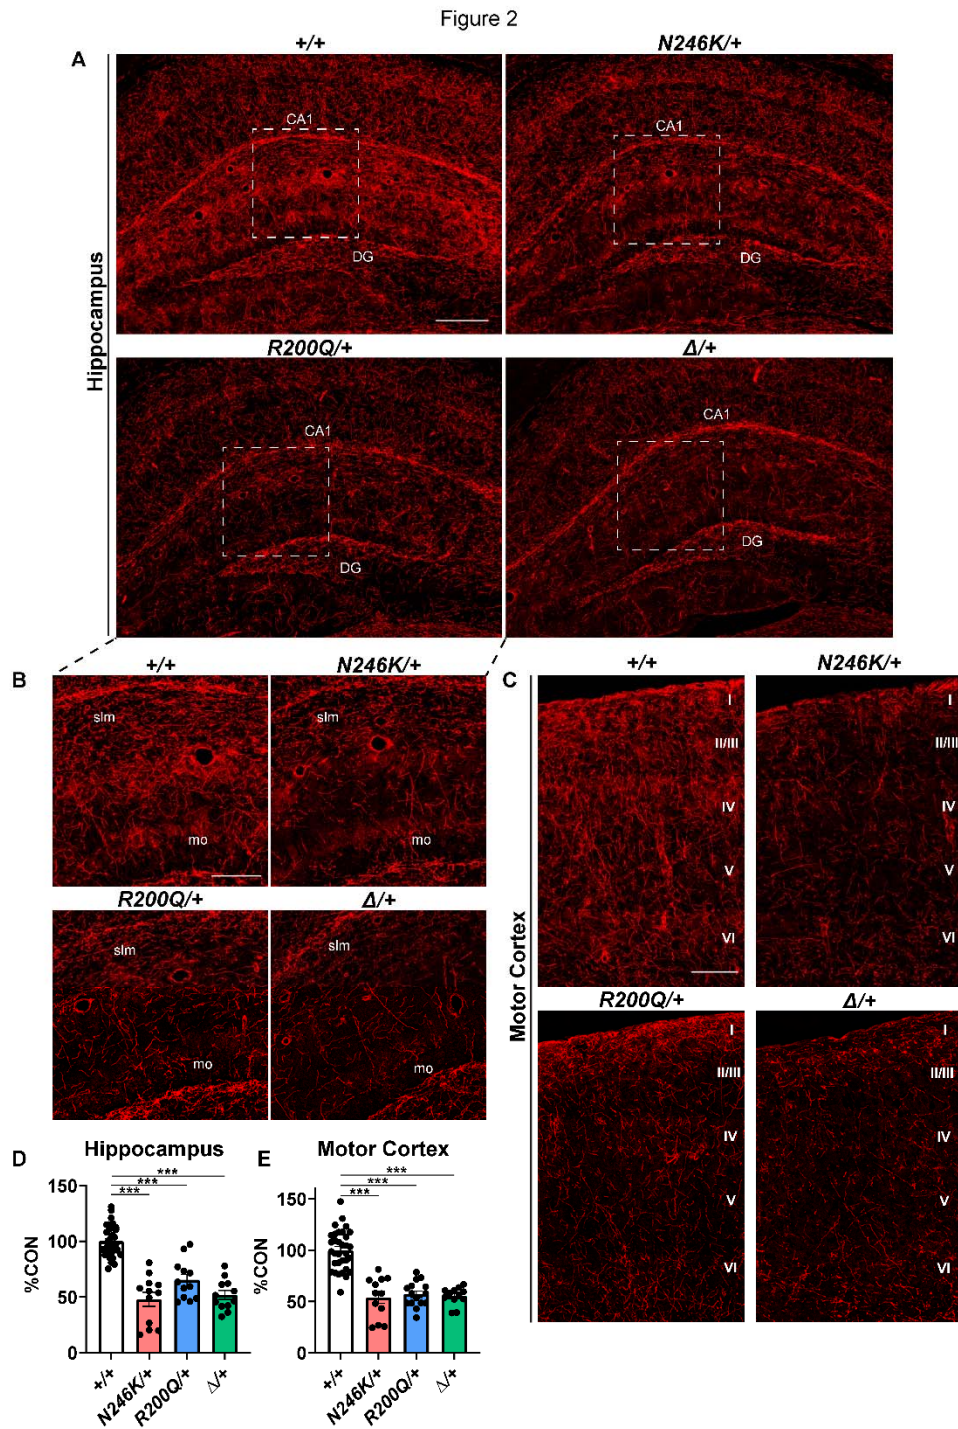 Figure 2
A
+/+
N246K/+
Hippocampus
CA1
DG
CA1
DG
R200Q/+
Δ/+
CA1
DG
CA1
DG
B
+/+
N246K/+
slm
mo
slm
mo
R200Q/+
Δ/+
slm
mo
slm
mo
C
+/+
N246K/+
Motor Cortex
I
II/III
IV
V
VI
I
II/III
IV
V
VI
R200Q/+
Δ/+
I
II/III
IV
V
VI
I
II/III
IV
V
VI
D
Hippocampus
***
***
***
%CON
150
100
50
0
+/+
N246K/+
R200Q/+
Δ/+
E
Motor Cortex
***
***
***
%CON
150
100
50
0
+/+
N246K/+
R200Q/+
Δ/+